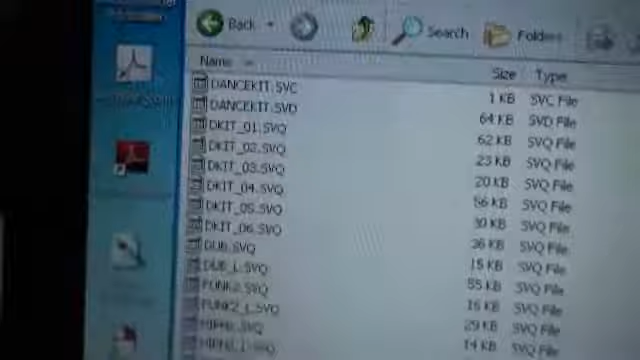 Back Search Folders
Name Size Type
DANCEKIT.SVC 1 KB SVC File
DANCEKIT.SVD 64 KB SVD File
DKIT_01.SVQ 62 KB SVQ File
DKIT_02.SVQ 23 KB SVQ File
DKIT_03.SVQ 20 KB SVQ File
DKIT_04.SVQ 56 KB SVQ File
DKIT_05.SVQ 30 KB SVQ File
DKIT_06.SVQ 36 KB SVQ File
DUB.SVQ 15 KB SVQ File
DUB_L.SVQ 55 KB SVQ File
FUNK2.SVQ 16 KB SVQ File
FUNK2_L.SVQ 29 KB SVQ File
14 KB SVQ File